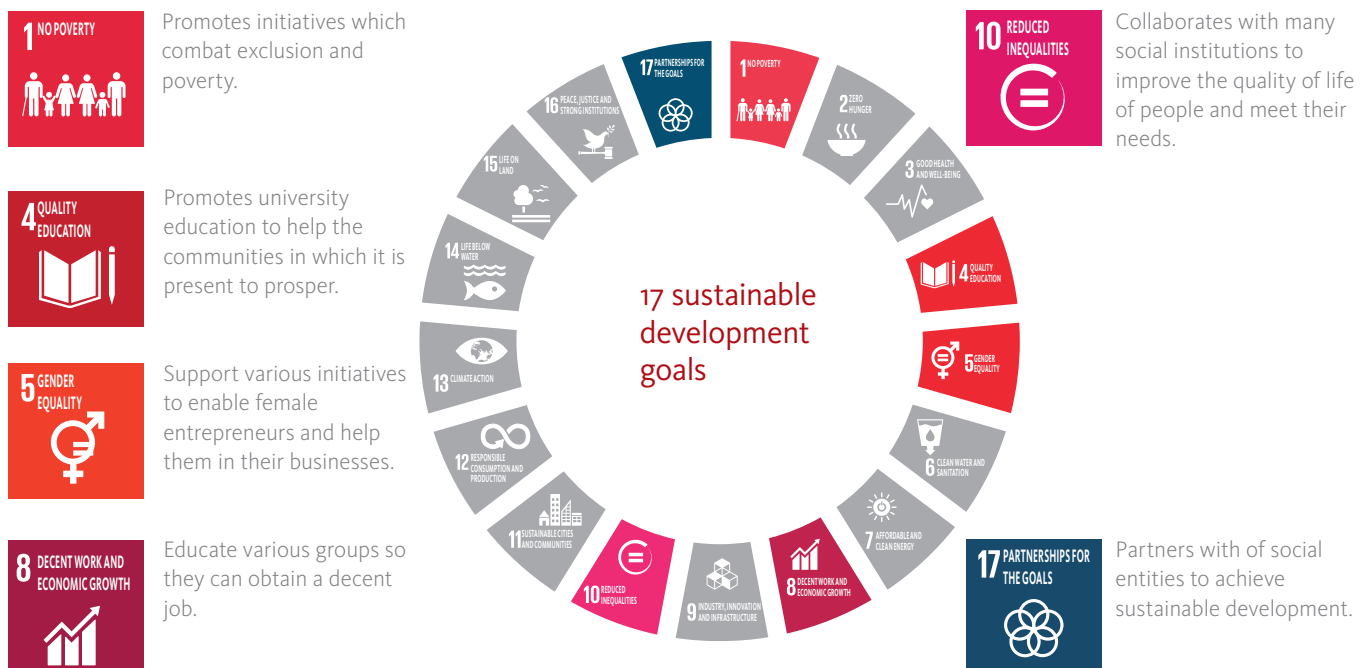 1 NO POVERTY
Promotes initiatives which
combat exclusion and
poverty.
4 QUALITY
EDUCATION
Promotes university
education to help the
communities in which it is
present to prosper.
5 GENDER
EQUALITY
Support various initiatives
to enable female
entrepreneurs and help
them in their businesses.
8 DECENT WORK AND
ECONOMIC GROWTH
Educate various groups so
they can obtain a decent
job.
17 sustainable
development
goals
1 NO POVERTY
2 ZERO
HUNGER
3 GOOD HEALTH
AND WELL-BEING
4 QUALITY
EDUCATION
5 GENDER
EQUALITY
6 CLEAN WATER AND
SANITATION
7 AFFORDABLE AND
CLEAN ENERGY
8 DECENT WORK AND
ECONOMIC GROWTH
9 INDUSTRY, INNOVATION
AND INFRASTRUCTURE
10 REDUCED
INEQUALITIES
11 SUSTAINABLE CITIES
AND COMMUNITIES
12 RESPONSIBLE
CONSUMPTION AND
PRODUCTION
13 CLIMATE ACTION
14 LIFE BELOW
WATER
15 LIFE ON
LAND
16 PEACE, JUSTICE AND
STRONG INSTITUTIONS
17 PARTNERSHIPS FOR
THE GOALS
10 REDUCED
INEQUALITIES
Collaborates with many
social institutions to
improve the quality of life
of people and meet their
needs.
17 PARTNERSHIPS FOR
THE GOALS
Partners with of social
entities to achieve
sustainable development.